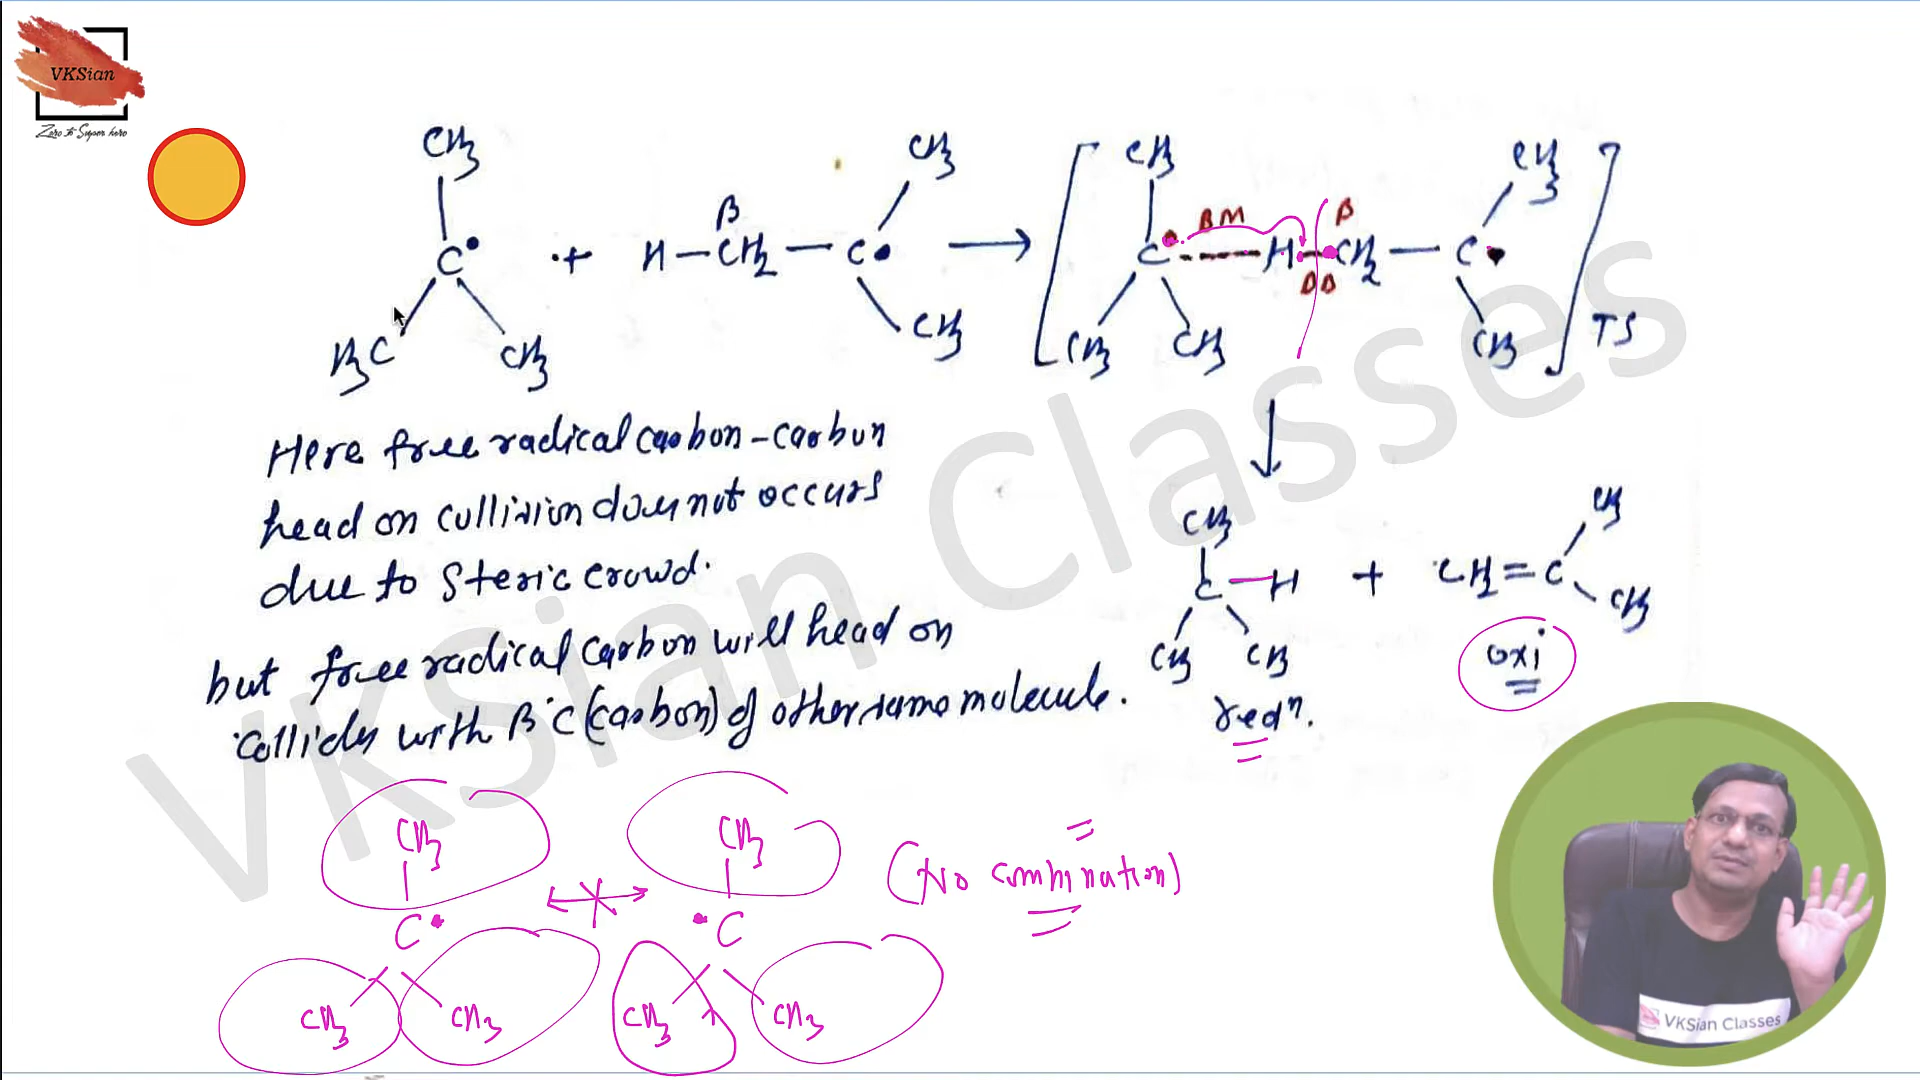 VKSian
Zero to Super hero
CH3
C•
H3C
CH3
+
β
H—CH2—C•
CH3
CH3
CH3
C
CH3
CH3
BM
H
β
BB
CH2—C•
CH3
CH3
TS
Here free radical carbon-carbon
head on collision does not occurs
due to Steric crowd.
but free radical carbon will head on
collides with β'C (carbon) of other same molecule.
CH3
C—H
CH3
CH3
redⁿ.
+
CH2=C
CH3
CH3
oxi
CH3
C•
CH3
CH3
CH3
•C
CH3
CH3
(No combination)
VKSian Classes
VKSian Classes